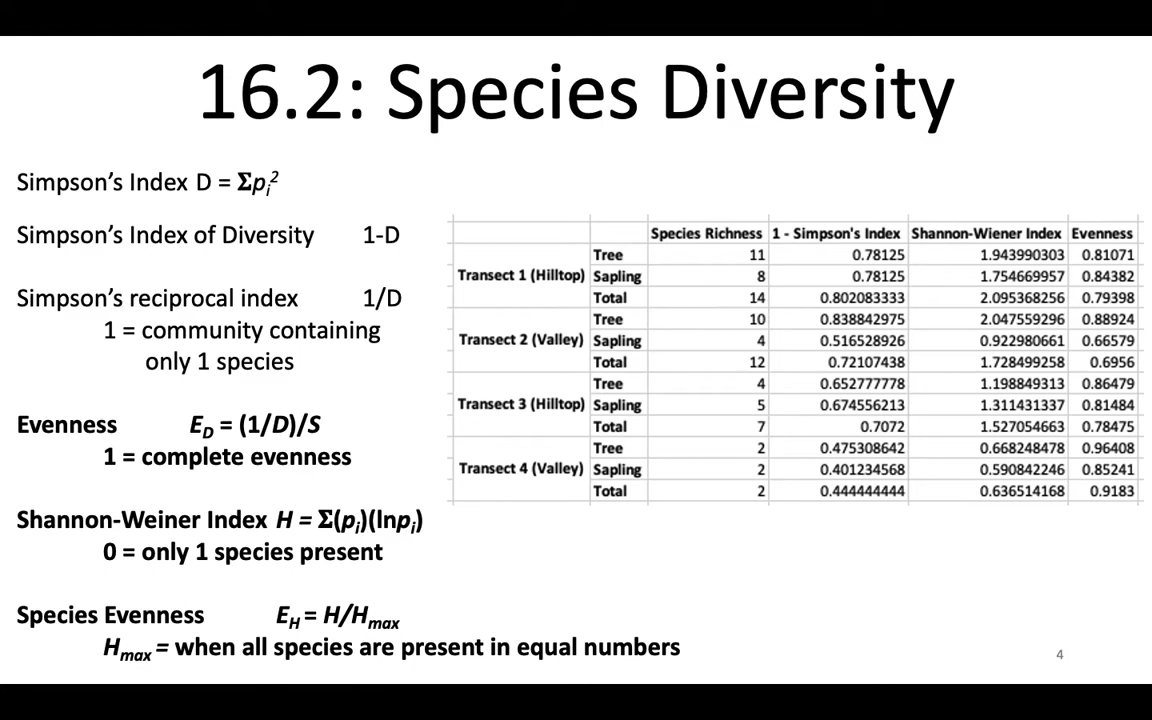 16.2: Species Diversity
Simpson's Index D = Σpi²
Simpson's Index of Diversity 1-D
Simpson's reciprocal index 1/D
1 = community containing
only 1 species
Evenness ED = (1/D)/S
1 = complete evenness
Shannon-Weiner Index H = Σ(pi)(lnpi)
0 = only 1 species present
Species Evenness EH = H/Hmax
Hmax = when all species are present in equal numbers
Species Richness 1 - Simpson's Index Shannon-Wiener Index Evenness
Transect 1 (Hilltop)
Tree 11 0.78125 1.943990303 0.81071
Sapling 8 0.78125 1.754669957 0.84382
Total 14 0.802083333 2.095368256 0.79398
Transect 2 (Valley)
Tree 10 0.838842975 2.047559296 0.88924
Sapling 4 0.516528926 0.922980661 0.66579
Total 12 0.72107438 1.728499258 0.6956
Transect 3 (Hilltop)
Tree 4 0.652777778 1.198849313 0.86479
Sapling 5 0.674556213 1.311431337 0.81484
Total 7 0.7072 1.527054663 0.78475
Transect 4 (Valley)
Tree 2 0.475308642 0.668248478 0.96408
Sapling 2 0.401234568 0.590842246 0.85241
Total 2 0.444444444 0.636514168 0.9183
4